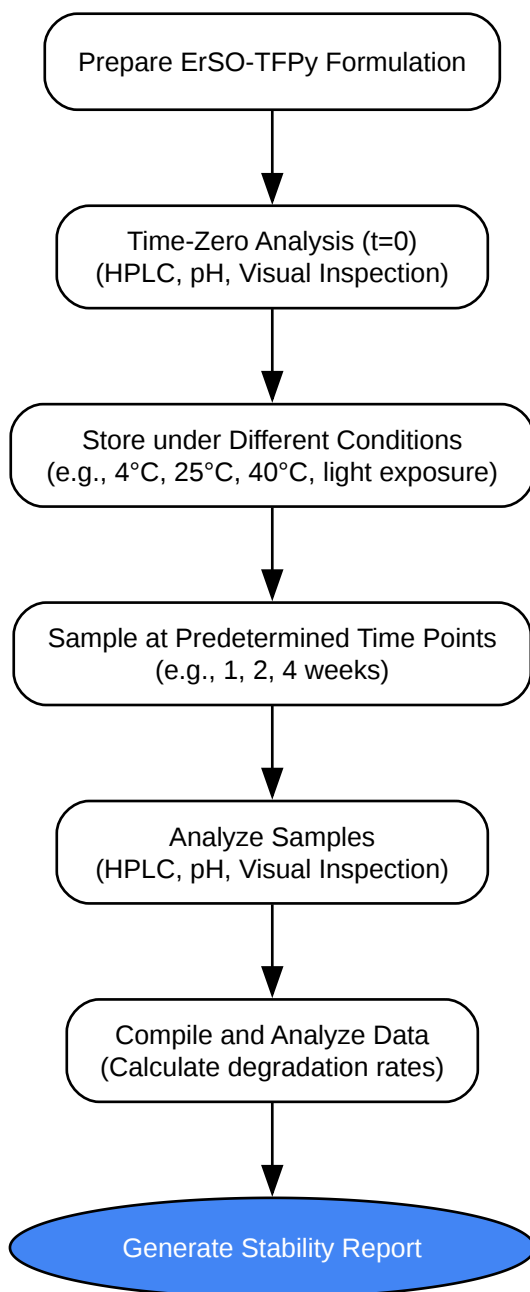 Prepare ErSO-TFPy Formulation
Time-Zero Analysis (t=0)
(HPLC, pH, Visual Inspection)
Store under Different Conditions
(e.g., 4°C, 25°C, 40°C, light exposure)
Sample at Predetermined Time Points
(e.g., 1, 2, 4 weeks)
Analyze Samples
(HPLC, pH, Visual Inspection)
Compile and Analyze Data
(Calculate degradation rates)
Generate Stability Report